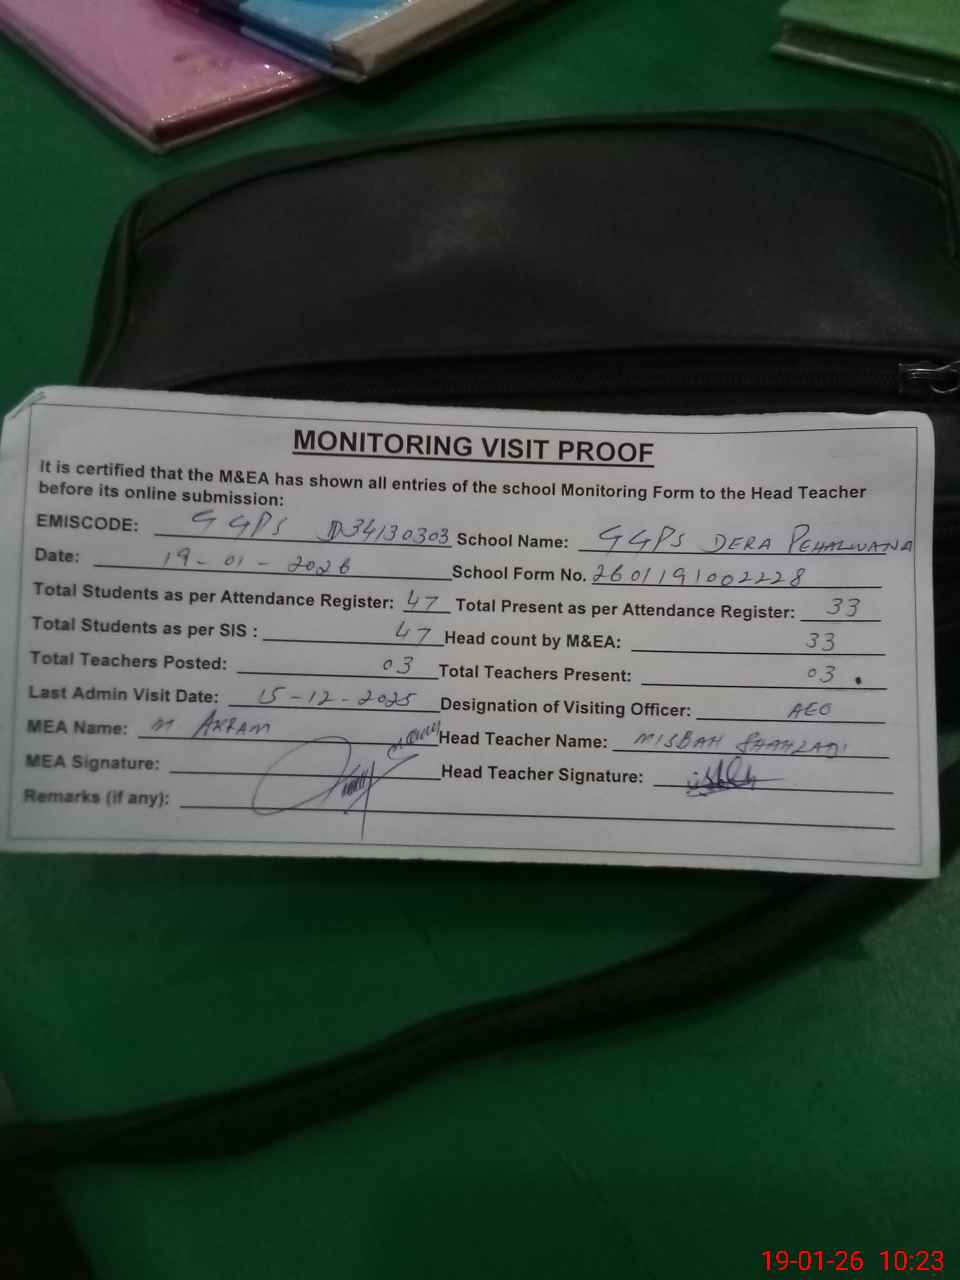 MONITORING VISIT PROOF
It is certified that the M&EA has shown all entries of the school Monitoring Form to the Head Teacher
before its online submission:
EMISCODE: GGPS 34130303 School Name: GGPS DERA PEHALWANA
Date: 19-01-2026 School Form No. 2601191002228
Total Students as per Attendance Register: 47 Total Present as per Attendance Register: 33
Total Students as per SIS : 47 Head count by M&EA: 33
Total Teachers Posted: 03 Total Teachers Present: 03
Last Admin Visit Date: 15-12-2025 Designation of Visiting Officer: AEO
MEA Name: M AKRAM Head Teacher Name: MISBAH SHAHZADI
MEA Signature: Head Teacher Signature:
Remarks (if any):
19-01-26 10:23